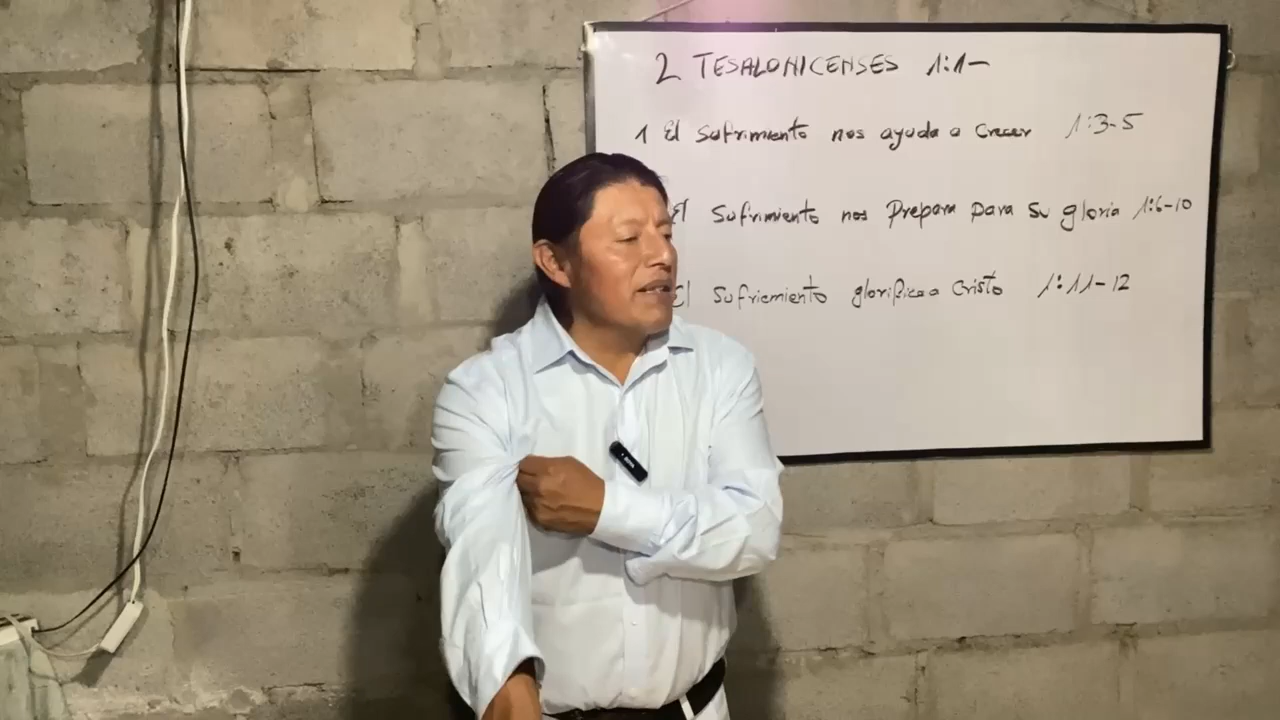 2 TESALONICENSES 1:1-
1 El sufrimiento nos ayuda a crecer 1:3-5
El sufrimiento nos Prepara para su gloria 1:6-10
El sufriemiento glorifica a Cristo 1:11-12